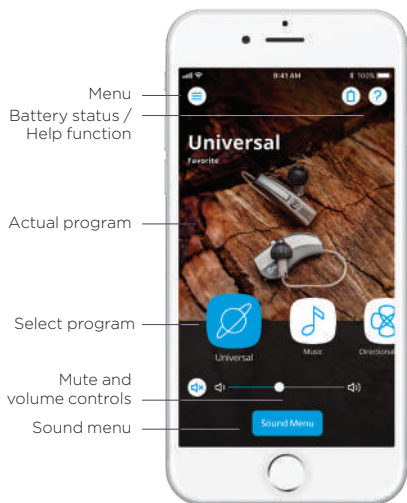 9:41 AM 100%
Menu
Battery status /
Help function
?
Universal
Favorite
Actual program
Select program
Universal
Music
Directional
Mute and
volume controls
Sound menu
Sound Menu